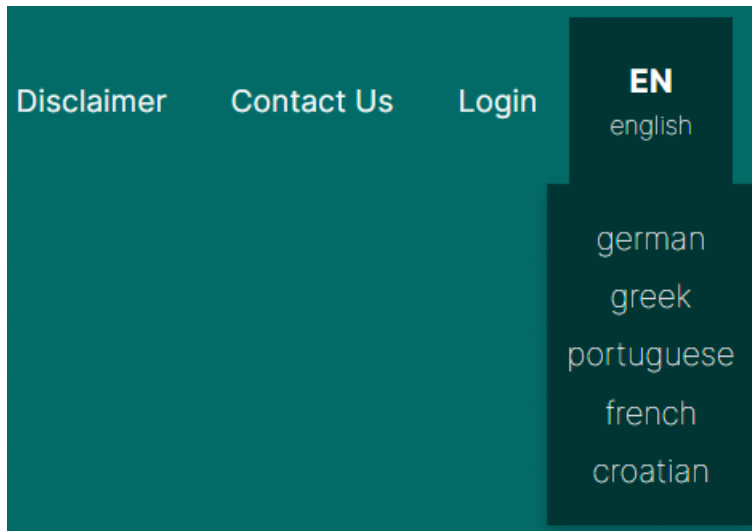 Disclaimer Contact Us Login EN
english
german
greek
portuguese
french
croatian